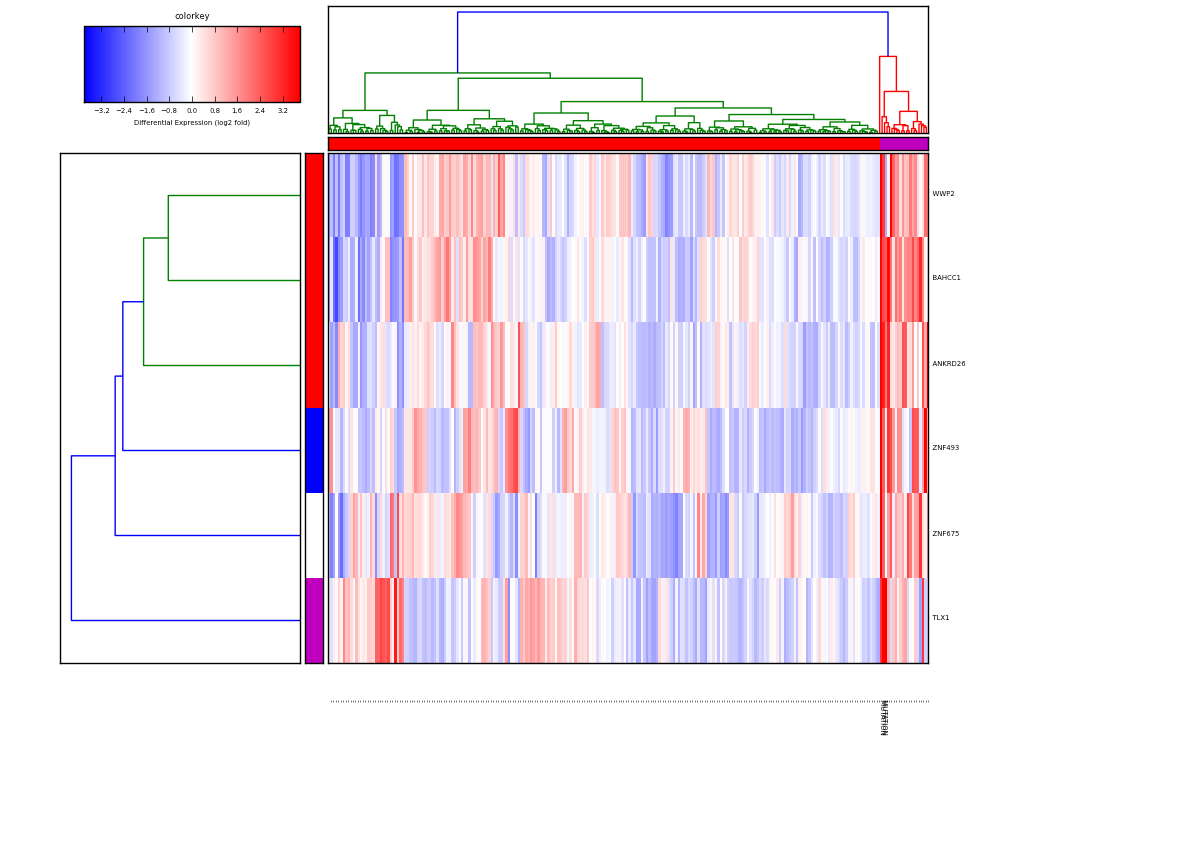 colorkey
−3.2 −2.4 −1.6 −0.8 0.0 0.8 1.6 2.4 3.2
Differential Expression (log2 fold)
WWP2
BAHCC1
ANKRD26
ZNF493
ZNF675
TLX1
MUTATION